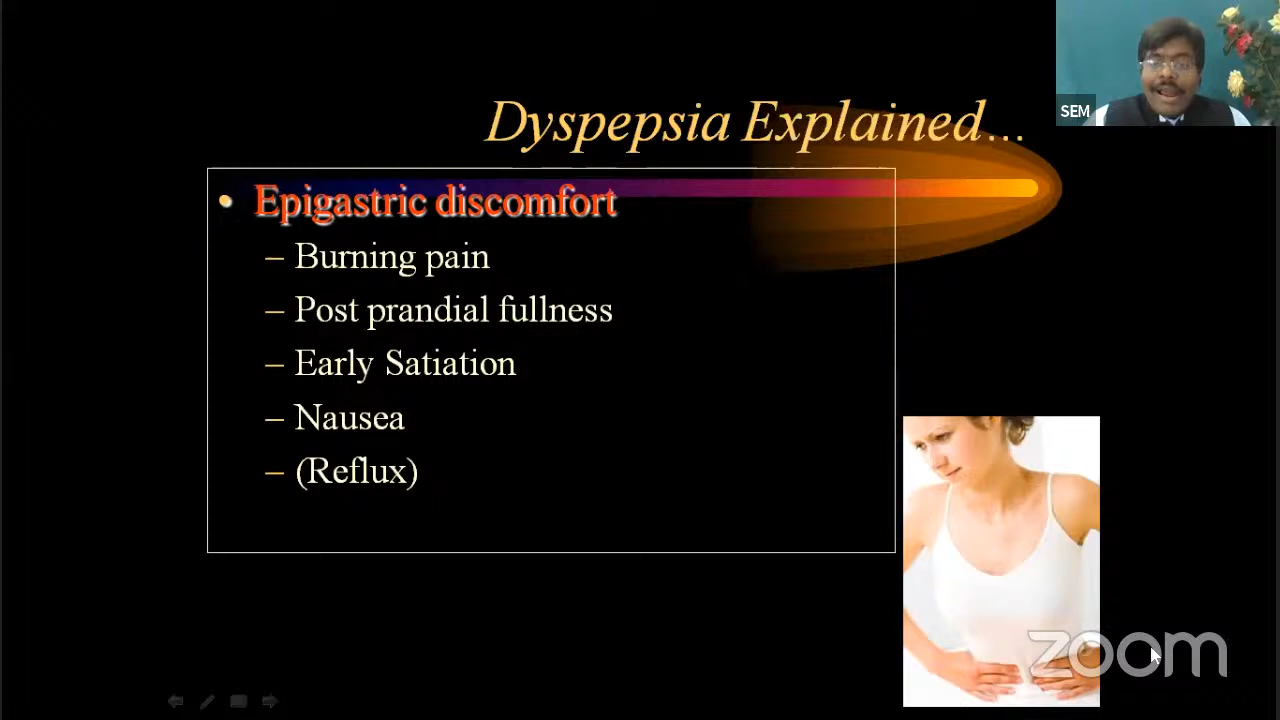 SEM
Dyspepsia Explained...
• Epigastric discomfort
– Burning pain
– Post prandial fullness
– Early Satiation
– Nausea
– (Reflux)
zoom